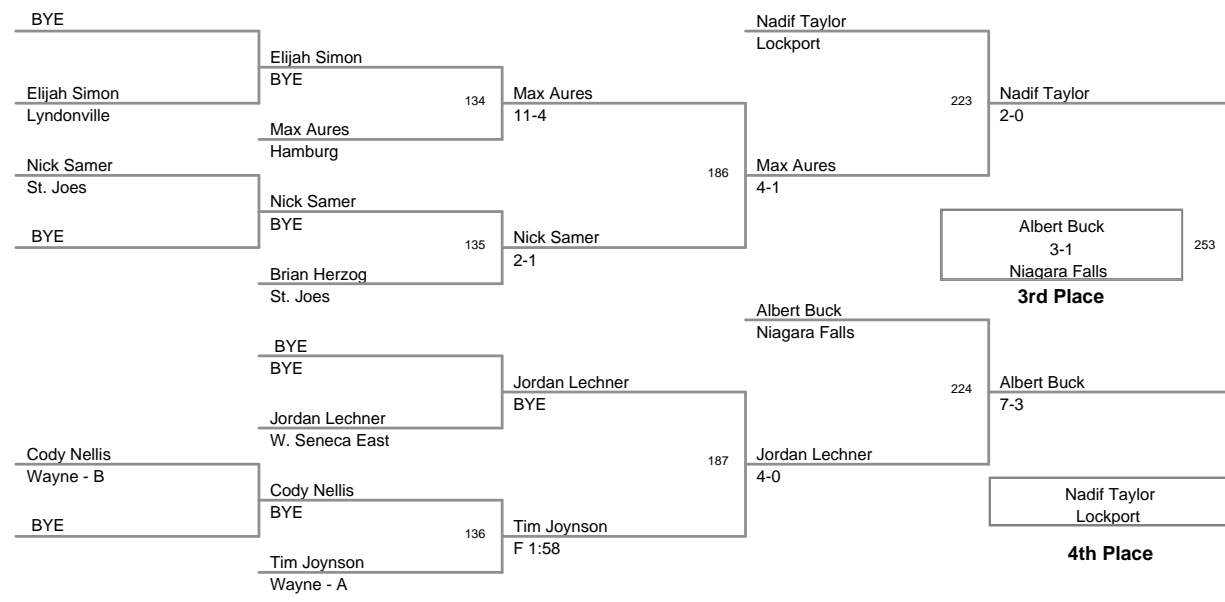 BYE
Elijah Simon
Lyndonville
Nick Samer
St. Joes
BYE
Cody Nellis
Wayne - B
BYE
Elijah Simon
BYE
134
Max Aures
Hamburg
Nick Samer
BYE
135
Brian Herzog
St. Joes
BYE
BYE
Jordan Lechner
W. Seneca East
Cody Nellis
BYE
136
Tim Joynson
Wayne - A
Max Aures
11-4
186
Nick Samer
2-1
Jordan Lechner
BYE
187
Tim Joynson
F 1:58
Nadif Taylor
Lockport
223
Max Aures
4-1
Albert Buck
Niagara Falls
224
Jordan Lechner
4-0
Nadif Taylor
2-0
Albert Buck
3-1
Niagara Falls
253
3rd Place
Albert Buck
7-3
Nadif Taylor
Lockport
4th Place